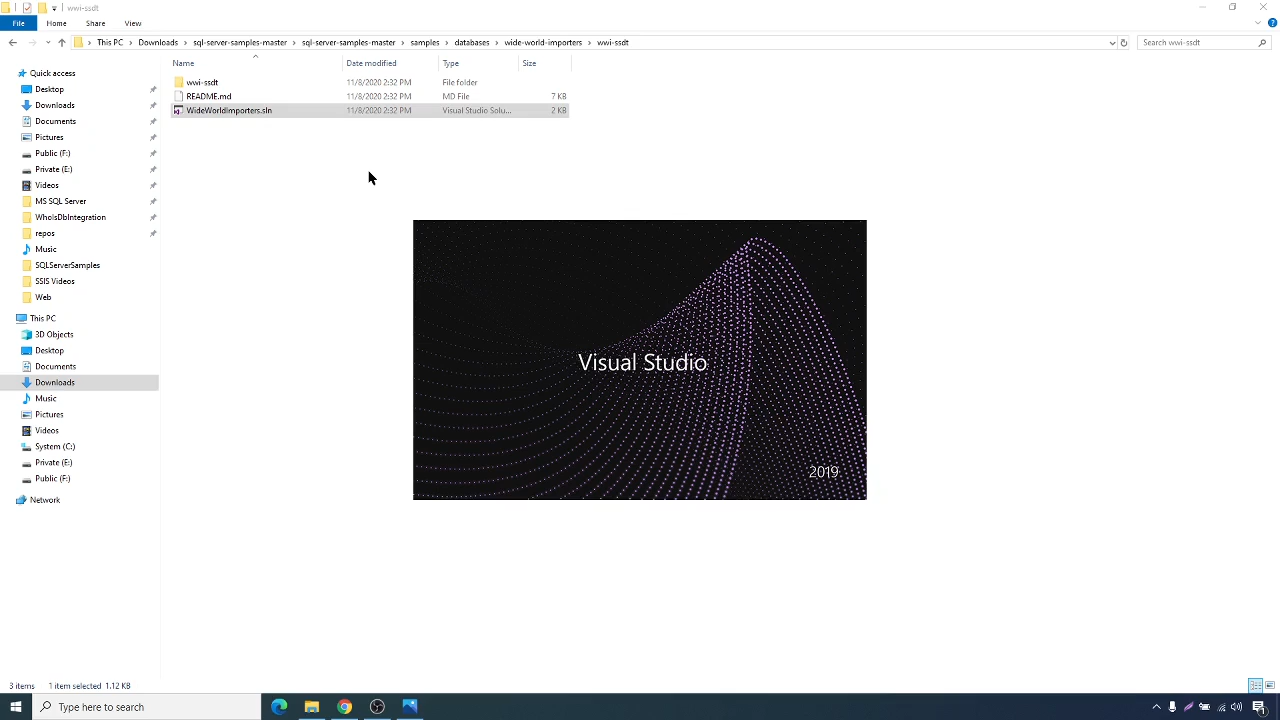 wwi-ssdt
File Home Share View
This PC Downloads sql-server-samples-master sql-server-samples-master samples databases wide-world-importers wwi-ssdt Search wwi-ssdt
Name Date modified Type Size
Quick access
Desktop
Downloads
Documents
Pictures
Public (F:)
Private (E:)
Videos
MS SQL Server
WhoIsDbIntegration
repos
Music
SQLServerSamples
SSIS Videos
Web
This PC
3D Objects
Desktop
Documents
Downloads
Music
Pictures
Videos
System (C:)
Private (E:)
Public (F:)
Network
wwi-ssdt 11/8/2020 2:32 PM File folder
README.md 11/8/2020 2:32 PM MD File 7 KB
WideWorldImporters.sln 11/8/2020 2:32 PM Visual Studio Solu... 2 KB
Visual Studio
2019
3 items 1 item selected 1.12 KB
Type here to search